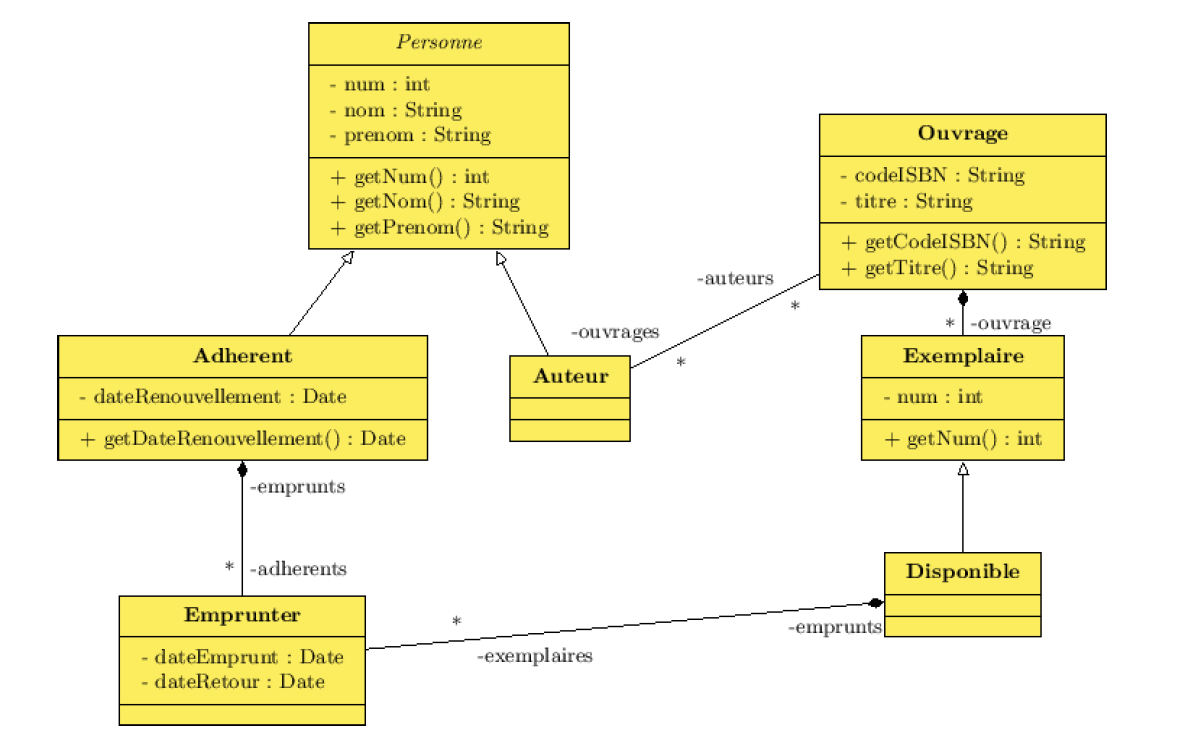 Personne
- num : int
- nom : String
- prenom : String
+ getNum() : int
+ getNom() : String
+ getPrenom() : String
Ouvrage
- codeISBN : String
- titre : String
+ getCodeISBN() : String
+ getTitre() : String
-auteurs
*
-ouvrages
*
* -ouvrage
Adherent
- dateRenouvellement : Date
+ getDateRenouvellement() : Date
Auteur
Exemplaire
- num : int
+ getNum() : int
-emprunts
* -adherents
Disponible
Emprunter
- dateEmprunt : Date
- dateRetour : Date
*
-exemplaires
-emprunts